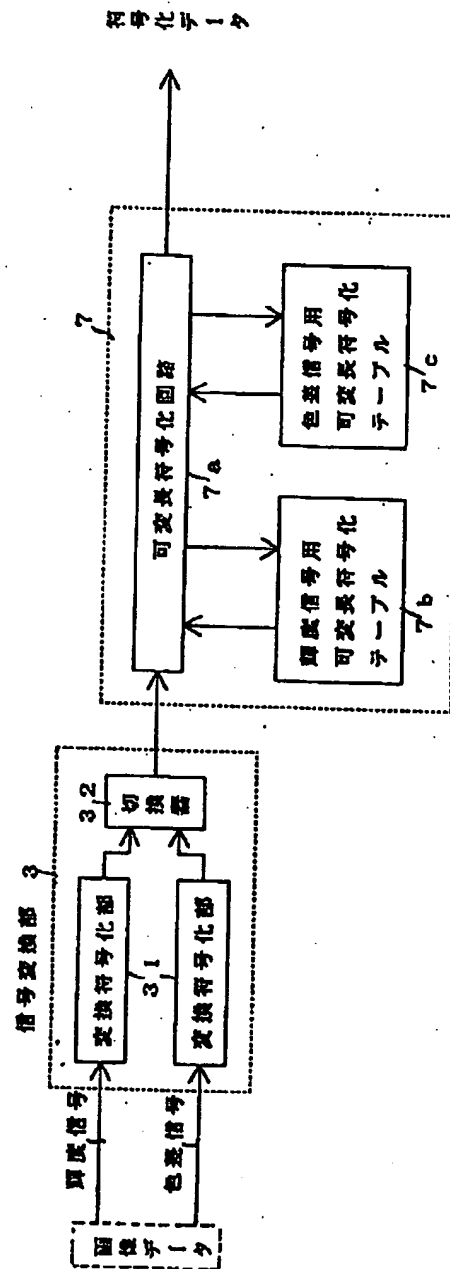 画像データ
輝度信号
色差信号
信号変換部
3
変換符号化部
31
変換符号化部
32
切換器
7
可変長符号化回路
7a
輝度信号用
可変長符号化
テーブル
7b
色差信号用
可変長符号化
テーブル
7c
符号化データ